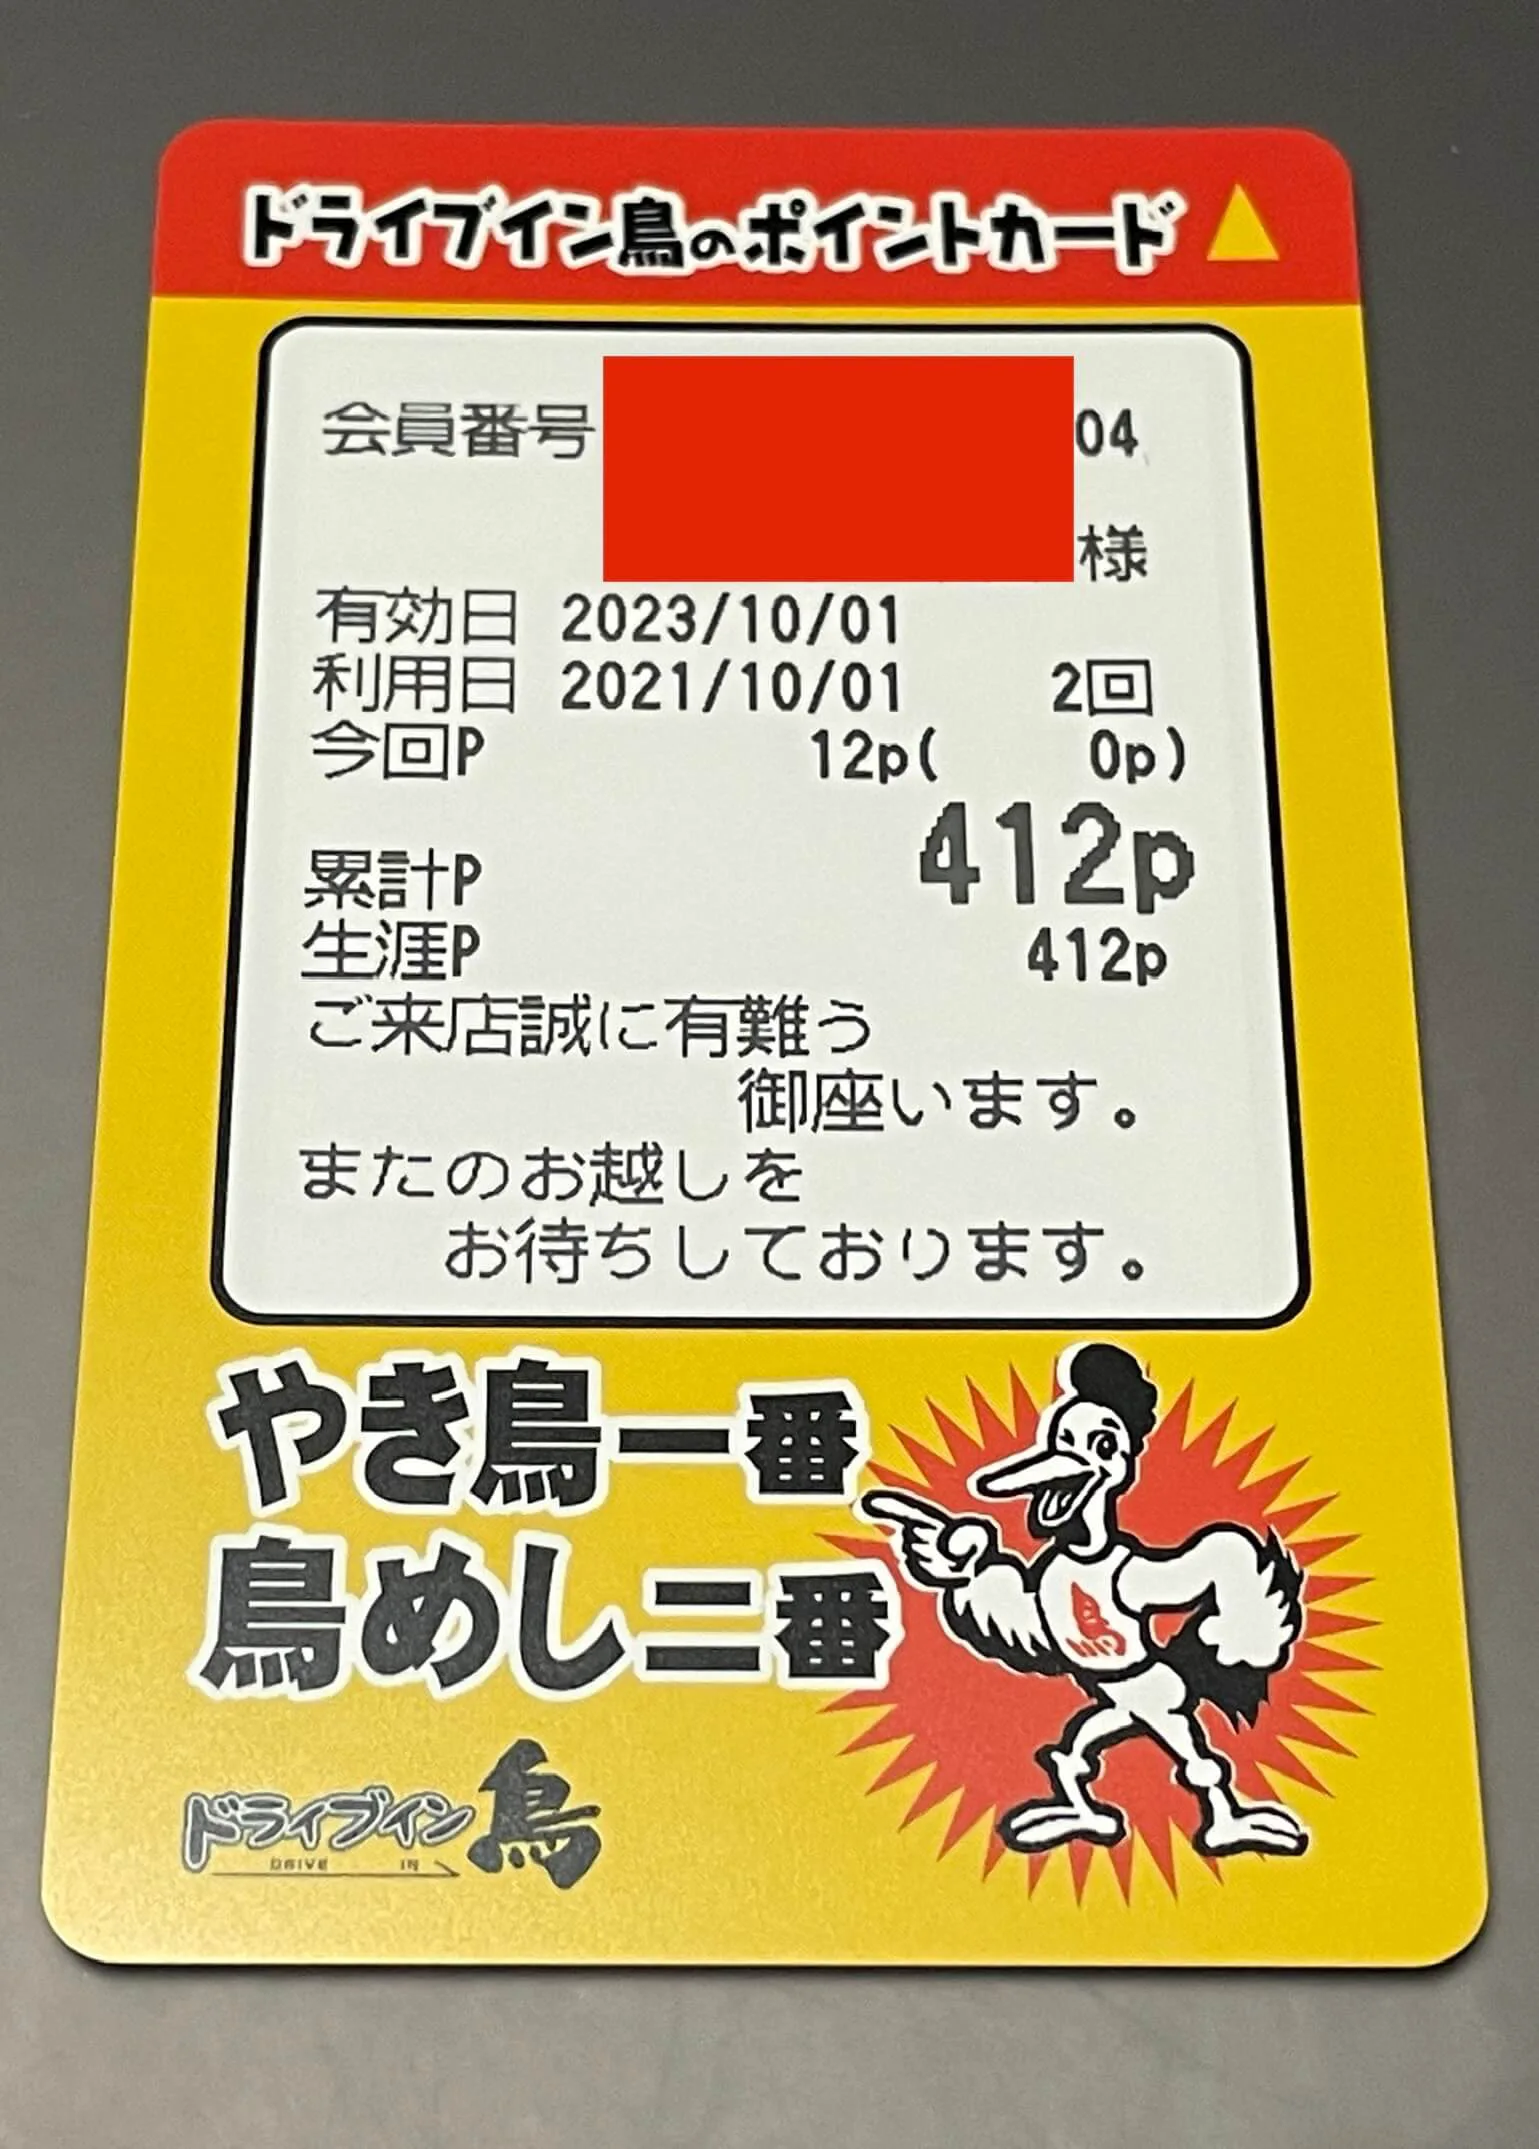 ドライブイン鳥のポイントカード
会員番号 04
様
有効日 2023/10/01
利用日 2021/10/01 2回
今回P 12p( 0p)
累計P 412p
生涯P 412p
ご来店誠に有難う
御座います。
またのお越しを
お待ちしております。
やき鳥一番
鳥めし二番
ドライブイン鳥
DRIVE IN